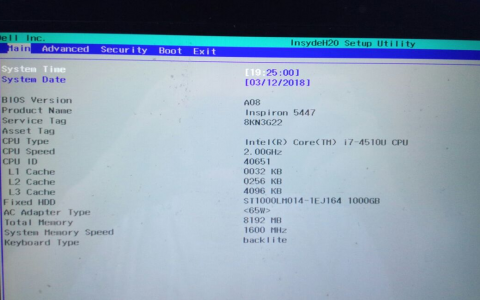 Dell Inc.
InsydeH20 Setup Utility
Main Advanced Security Boot Exit
System Time [19:25:00]
System Date [03/12/2018]
BIOS Version A08
Product Name Inspiron 5447
Service Tag 8KN3G22
Asset Tag
CPU Type Intel(R) Core(TM) i7-4510U CPU
CPU Speed 2.00GHz
CPU ID 40651
L1 Cache 0032 KB
L2 Cache 0256 KB
L3 Cache 4096 KB
Fixed HDD ST1000LM014-1EJ164 1000GB
AC Adapter Type <65W>
Total Memory 8192 MB
System Memory Speed 1600 MHz
Keyboard Type backlite